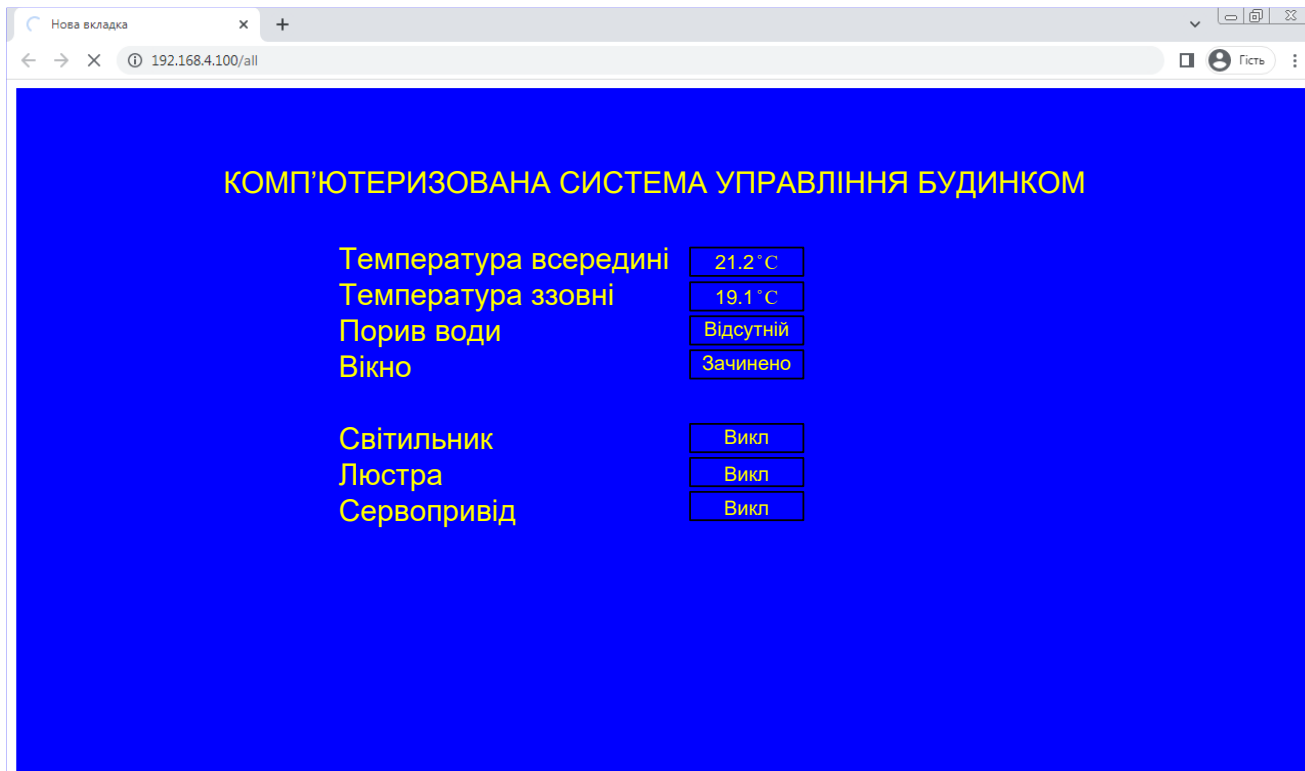 Нова вкладка
192.168.4.100/all
Гість
КОМП’ЮТЕРИЗОВАНА СИСТЕМА УПРАВЛІННЯ БУДИНКОМ
Температура всередині 21.2˚C
Температура ззовні 19.1˚C
Порив води Відсутній
Вікно Зачинено
Світильник Викл
Люстра Викл
Сервопривід Викл